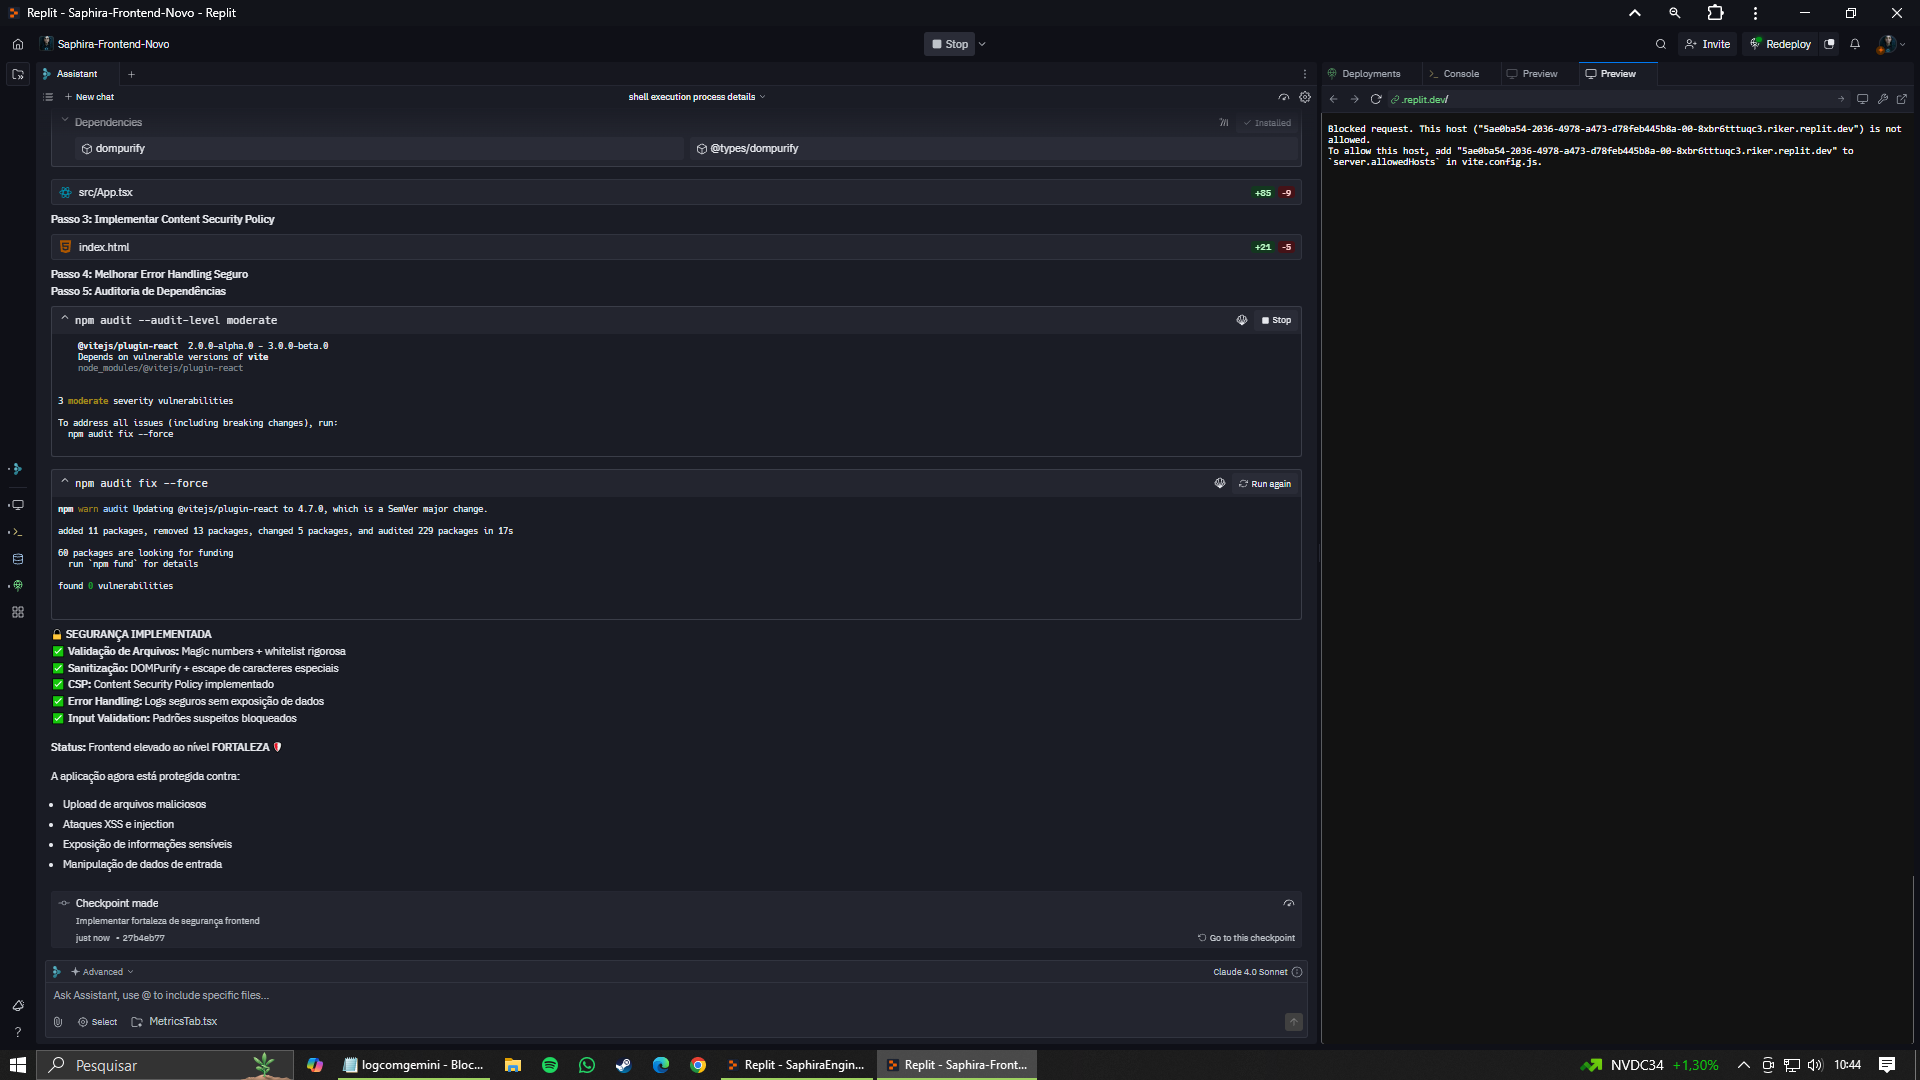 Replit - Saphira-Frontend-Novo - Replit
Saphira-Frontend-Novo
Stop
Invite
Redeploy
Assistant
New chat
shell execution process details
Dependencies
Installed
dompurify
@types/dompurify
src/App.tsx
+85 -9
Passo 3: Implementar Content Security Policy
index.html
+21 -5
Passo 4: Melhorar Error Handling Seguro
Passo 5: Auditoria de Dependências
npm audit --audit-level moderate
Stop
@vitejs/plugin-react 2.0.0-alpha.0 - 3.0.0-beta.0
Depends on vulnerable versions of vite
node_modules/@vitejs/plugin-react
3 moderate severity vulnerabilities
To address all issues (including breaking changes), run:
npm audit fix --force
npm audit fix --force
Run again
npm warn audit Updating @vitejs/plugin-react to 4.7.0, which is a SemVer major change.
added 11 packages, removed 13 packages, changed 5 packages, and audited 229 packages in 17s
60 packages are looking for funding
run `npm fund` for details
found 0 vulnerabilities
🔒 SEGURANÇA IMPLEMENTADA
✅ Validação de Arquivos: Magic numbers + whitelist rigorosa
✅ Sanitização: DOMPurify + escape de caracteres especiais
✅ CSP: Content Security Policy implementado
✅ Error Handling: Logs seguros sem exposição de dados
✅ Input Validation: Padrões suspeitos bloqueados
Status: Frontend elevado ao nível FORTALEZA 🛡️
A aplicação agora está protegida contra:
• Upload de arquivos maliciosos
• Ataques XSS e injection
• Exposição de informações sensíveis
• Manipulação de dados de entrada
Checkpoint made
Implementar fortaleza de segurança frontend
just now • 27b4eb77
Go to this checkpoint
Advanced
Claude 4.0 Sonnet
Ask Assistant, use @ to include specific files...
Select
MetricsTab.tsx
Deployments
Console
Preview
Preview
.replit.dev/
Blocked request. This host ("5ae0ba54-2036-4978-a473-d78feb445b8a-00-8xbr6tttuqc3.riker.replit.dev") is not
allowed.
To allow this host, add "5ae0ba54-2036-4978-a473-d78feb445b8a-00-8xbr6tttuqc3.riker.replit.dev" to
`server.allowedHosts` in vite.config.js.
Pesquisar
logcomgemini - Bloc...
Replit - SaphiraEngin...
Replit - Saphira-Front...
NVDC34 +1,30%
10:44